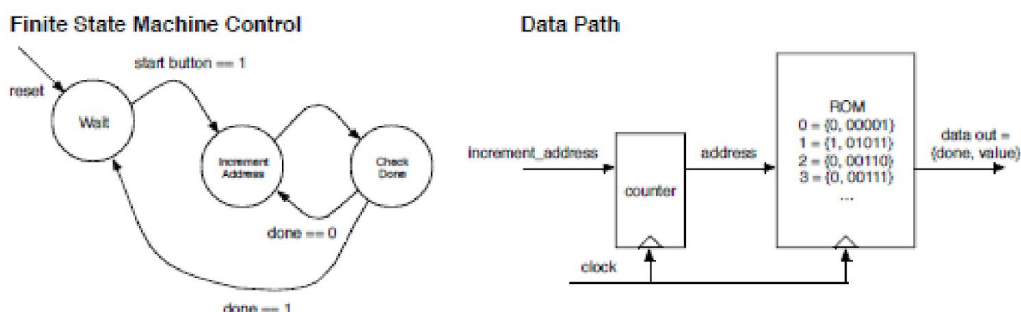 Finite State Machine Control
reset
start button == 1
Wait
Increment
Address
Check
Done
done == 0
done == 1
Data Path
increment_address
counter
address
ROM
0 = {0, 00001}
1 = {1, 01011}
2 = {0, 00110}
3 = {0, 00111}
...
data out =
{done, value}
clock